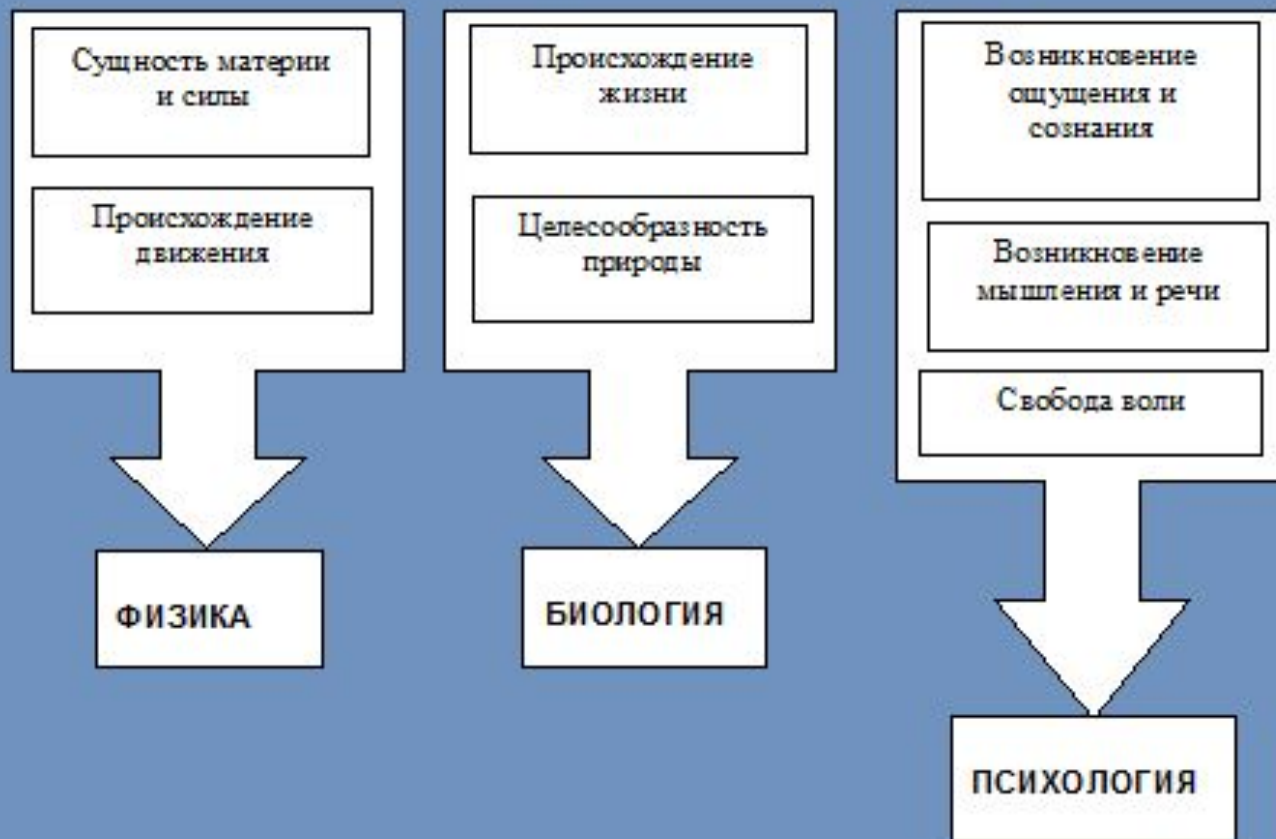 Сущность материи
и силы
Происхождение
движения
ФИЗИКА
Происхождение
жизни
Целесообразность
природы
БИОЛОГИЯ
Возникновение
ощущения и
сознания
Возникновение
мышления и речи
Свобода воли
ПСИХОЛОГИЯ